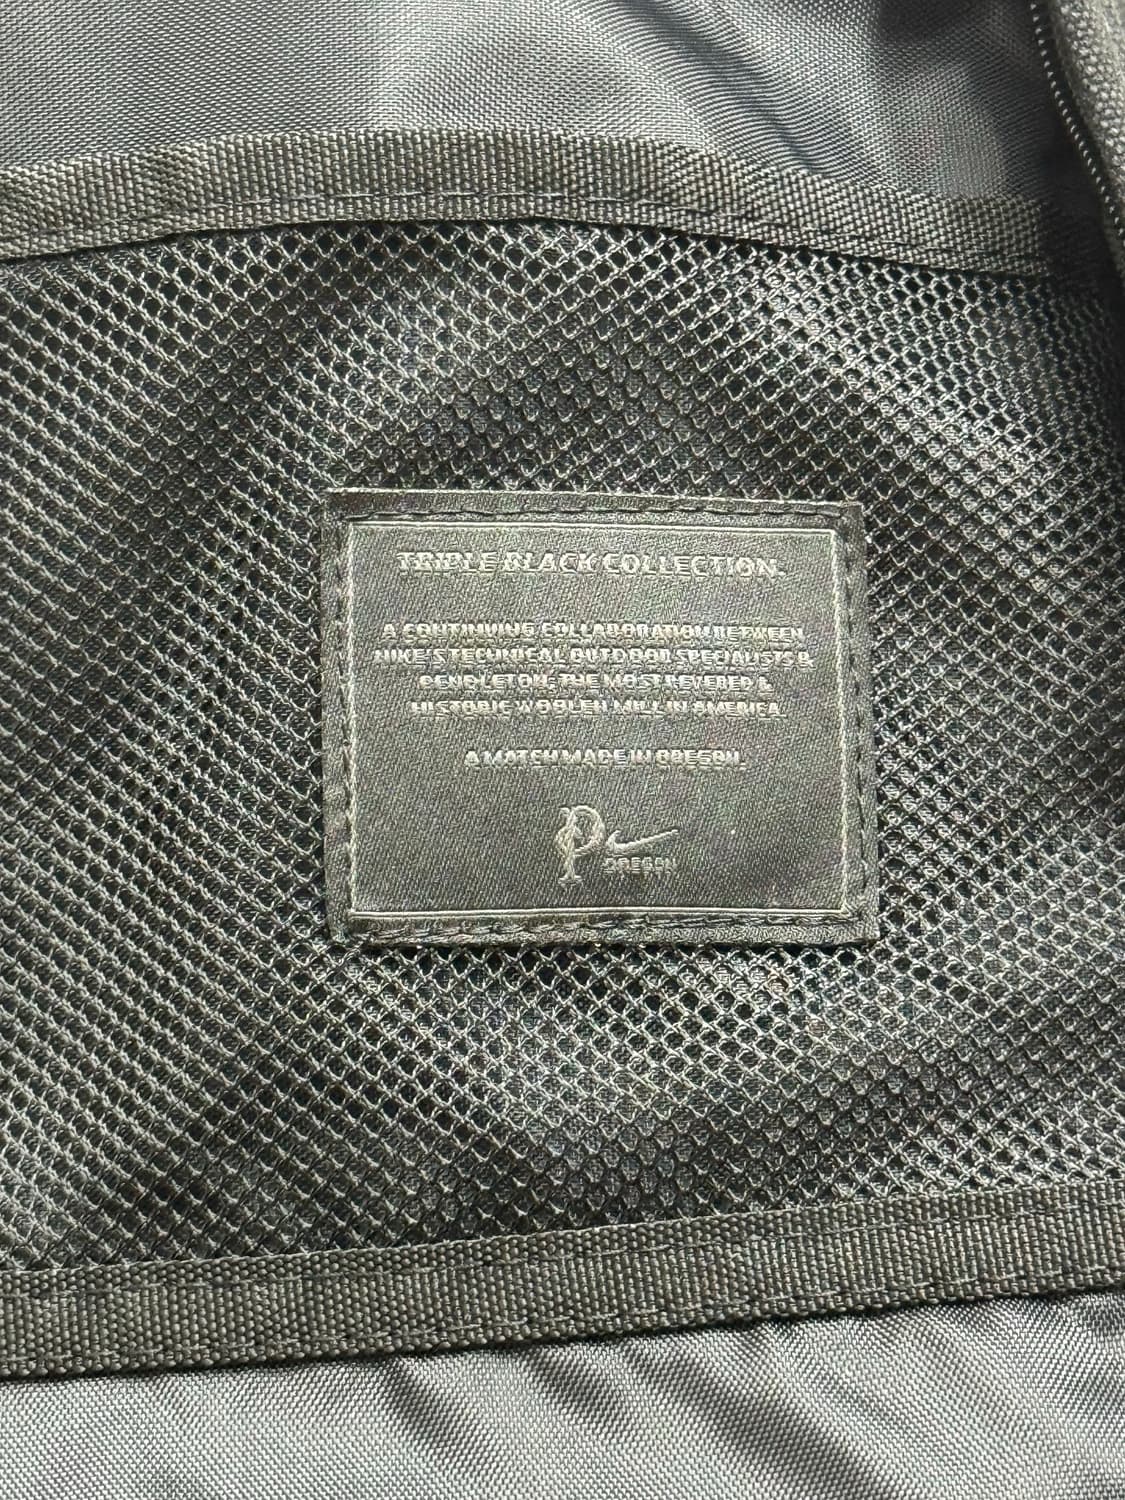 TRIPLE BLACK COLLECTION.
A CONTINUING COLLABORATION BETWEEN
NIKE'S TECHNICAL OUTDOOR SPECIALISTS &
PENDLETON, THE MOST REVERED &
HISTORIC WOOLEN MILL IN AMERICA.
A MATCH MADE IN OREGON.
P
OREGON